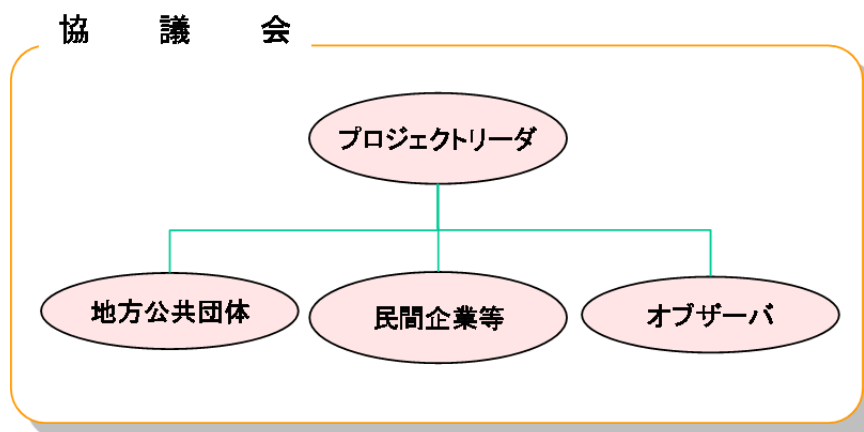 協　議　会
プロジェクトリーダ
地方公共団体
民間企業等
オブザーバ